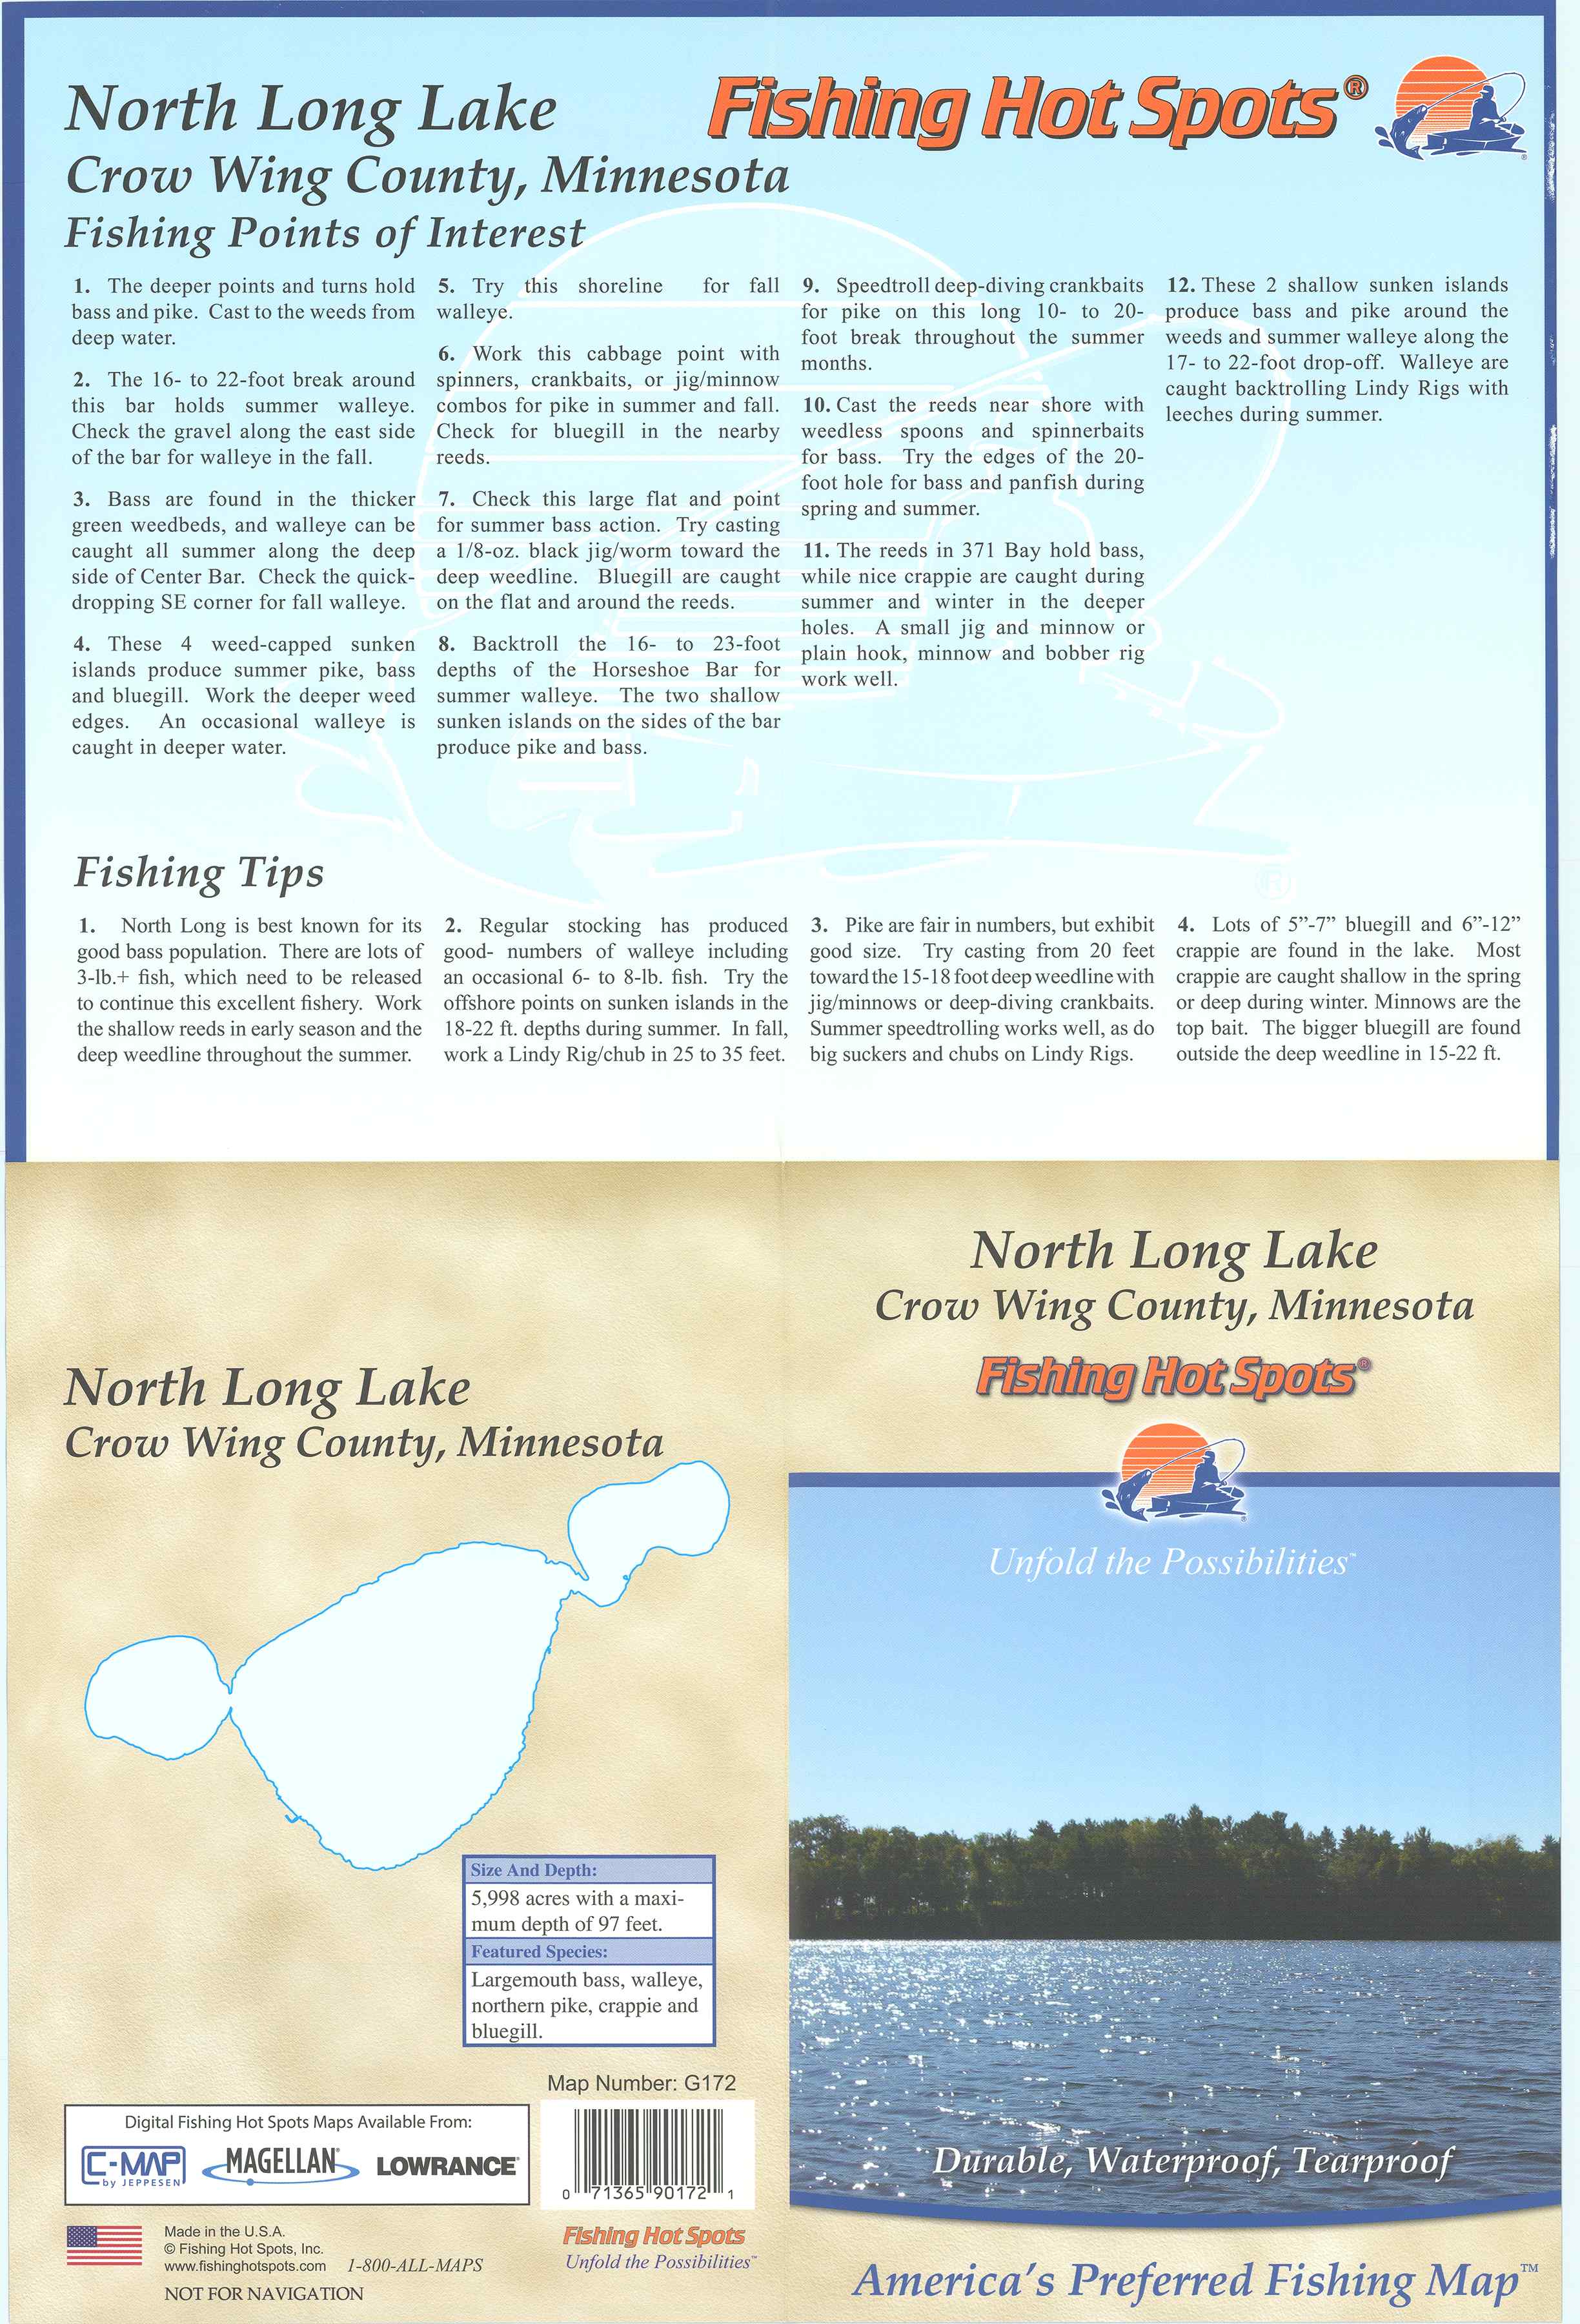 North Long Lake
Crow Wing County, Minnesota
Fishing Points of Interest
Fishing Hot Spots®
®
1. The deeper points and turns hold
bass and pike. Cast to the weeds from
deep water.
2. The 16- to 22-foot break around
this bar holds summer walleye.
Check the gravel along the east side
of the bar for walleye in the fall.
3. Bass are found in the thicker
green weedbeds, and walleye can be
caught all summer along the deep
side of Center Bar. Check the quick-
dropping SE corner for fall walleye.
4. These 4 weed-capped sunken
islands produce summer pike, bass
and bluegill. Work the deeper weed
edges. An occasional walleye is
caught in deeper water.
5. Try this shoreline for fall
walleye.
6. Work this cabbage point with
spinners, crankbaits, or jig/minnow
combos for pike in summer and fall.
Check for bluegill in the nearby
reeds.
7. Check this large flat and point
for summer bass action. Try casting
a 1/8-oz. black jig/worm toward the
deep weedline. Bluegill are caught
on the flat and around the reeds.
8. Backtroll the 16- to 23-foot
depths of the Horseshoe Bar for
summer walleye. The two shallow
sunken islands on the sides of the bar
produce pike and bass.
9. Speedtroll deep-diving crankbaits
for pike on this long 10- to 20-
foot break throughout the summer
months.
10. Cast the reeds near shore with
weedless spoons and spinnerbaits
for bass. Try the edges of the 20-
foot hole for bass and panfish during
spring and summer.
11. The reeds in 371 Bay hold bass,
while nice crappie are caught during
summer and winter in the deeper
holes. A small jig and minnow or
plain hook, minnow and bobber rig
work well.
12. These 2 shallow sunken islands
produce bass and pike around the
weeds and summer walleye along the
17- to 22-foot drop-off. Walleye are
caught backtrolling Lindy Rigs with
leeches during summer.
®
Fishing Tips
1. North Long is best known for its
good bass population. There are lots of
3-lb.+ fish, which need to be released
to continue this excellent fishery. Work
the shallow reeds in early season and the
deep weedline throughout the summer.
2. Regular stocking has produced
good- numbers of walleye including
an occasional 6- to 8-lb. fish. Try the
offshore points on sunken islands in the
18-22 ft. depths during summer. In fall,
work a Lindy Rig/chub in 25 to 35 feet.
3. Pike are fair in numbers, but exhibit
good size. Try casting from 20 feet
toward the 15-18 foot deep weedline with
jig/minnows or deep-diving crankbaits.
Summer speedtrolling works well, as do
big suckers and chubs on Lindy Rigs.
4. Lots of 5”-7” bluegill and 6”-12”
crappie are found in the lake. Most
crappie are caught shallow in the spring
or deep during winter. Minnows are the
top bait. The bigger bluegill are found
outside the deep weedline in 15-22 ft.
North Long Lake
Crow Wing County, Minnesota
Size And Depth:
5,998 acres with a maxi-
mum depth of 97 feet.
Featured Species:
Largemouth bass, walleye,
northern pike, crappie and
bluegill.
Map Number: G172
Digital Fishing Hot Spots Maps Available From:
C-MAP
by JEPPESEN
MAGELLAN®
LOWRANCE®
0 71365 90172 1
Made in the U.S.A.
© Fishing Hot Spots, Inc.
www.fishinghotspots.com 1-800-ALL-MAPS
NOT FOR NAVIGATION
Fishing Hot Spots
Unfold the Possibilities™
North Long Lake
Crow Wing County, Minnesota
Fishing Hot Spots®
®
Unfold the Possibilities™
Durable, Waterproof, Tearproof
America's Preferred Fishing Map™